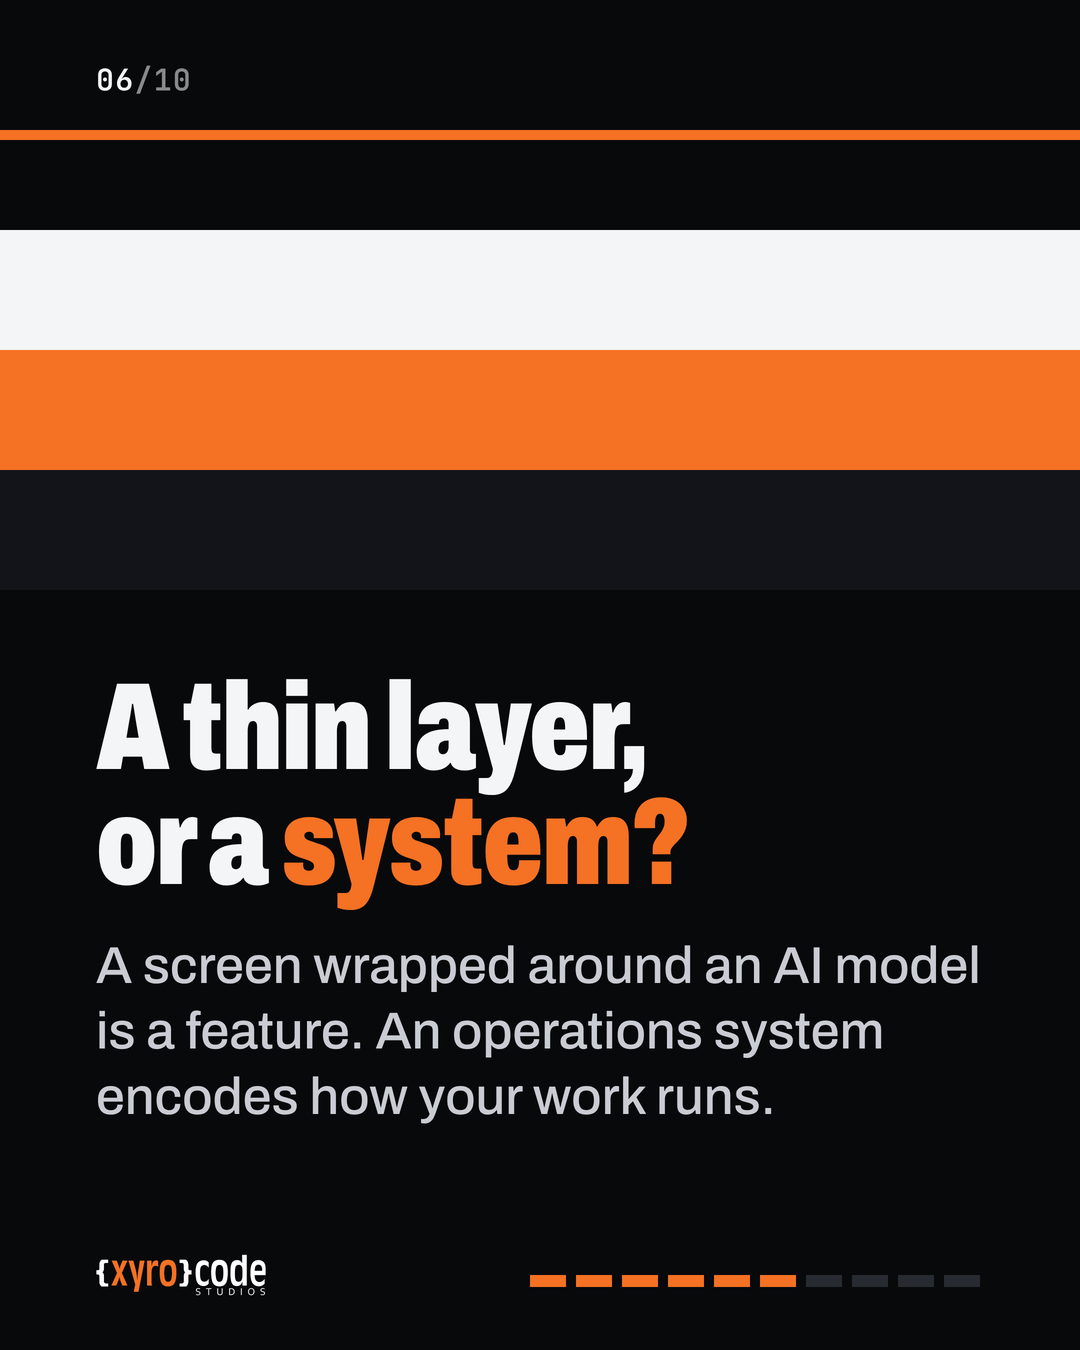 06/10
A thin layer,
or a system?
A screen wrapped around an AI model
is a feature. An operations system
encodes how your work runs.
{xyro}code
STUDIOS